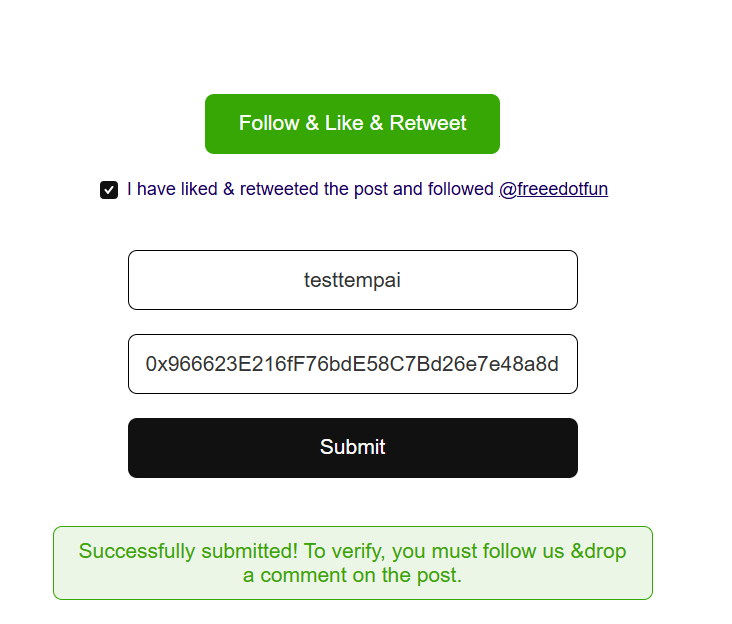 Follow & Like & Retweet
I have liked & retweeted the post and followed @freeedotfun
testtempai
0x966623E216fF76bdE58C7Bd26e7e48a8d
Submit
Successfully submitted! To verify, you must follow us &drop
a comment on the post.